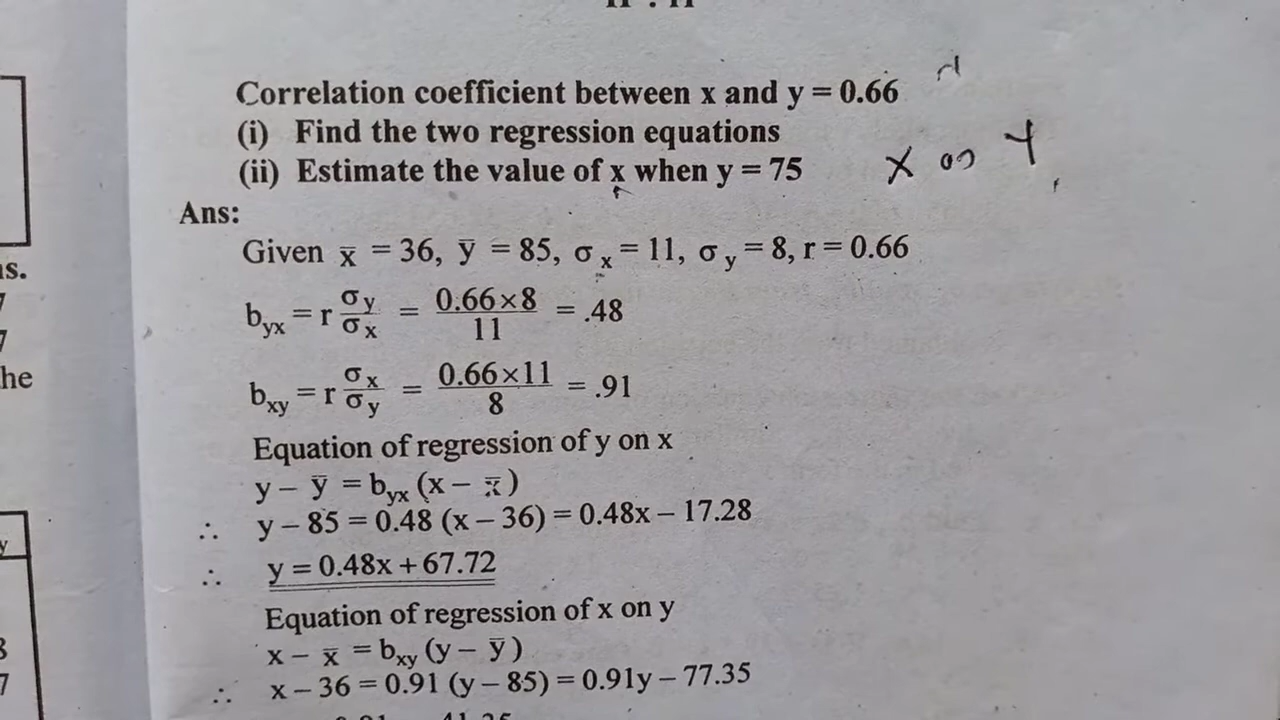 Correlation coefficient between x and y = 0.66
(i) Find the two regression equations
(ii) Estimate the value of x when y = 75
x on y
Ans:
Given x̄ = 36, ȳ = 85, σx = 11, σy = 8, r = 0.66
byx = r σy/σx = 0.66×8/11 = .48
bxy = r σx/σy = 0.66×11/8 = .91
Equation of regression of y on x
y – ȳ = byx (x – x̄)
∴ y – 85 = 0.48 (x – 36) = 0.48x – 17.28
∴ y = 0.48x + 67.72
Equation of regression of x on y
x – x̄ = bxy (y – ȳ)
∴ x – 36 = 0.91 (y – 85) = 0.91y – 77.35
s.
7
7
he
y
7